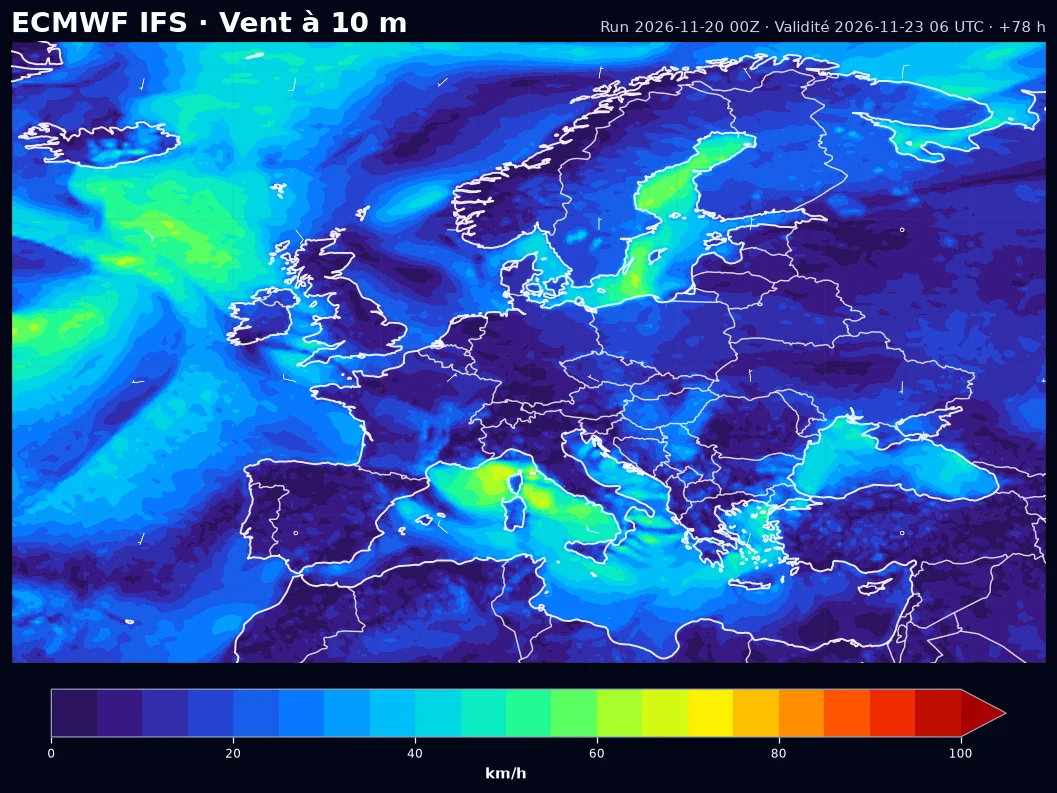 ECMWF IFS · Vent à 10 m
Run 2026-11-20 00Z · Validité 2026-11-23 06 UTC · +78 h
0 20 40 60 80 100
km/h